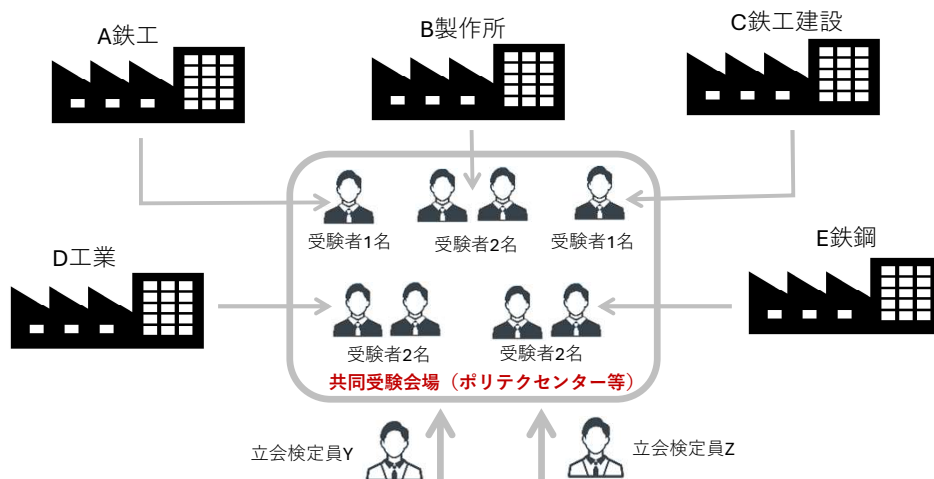 A鉄工
B製作所
C鉄工建設
受験者1名
受験者2名
受験者1名
D工業
E鉄鋼
受験者2名
受験者2名
共同受験会場（ポリテクセンター等）
立会検定員Y
立会検定員Z